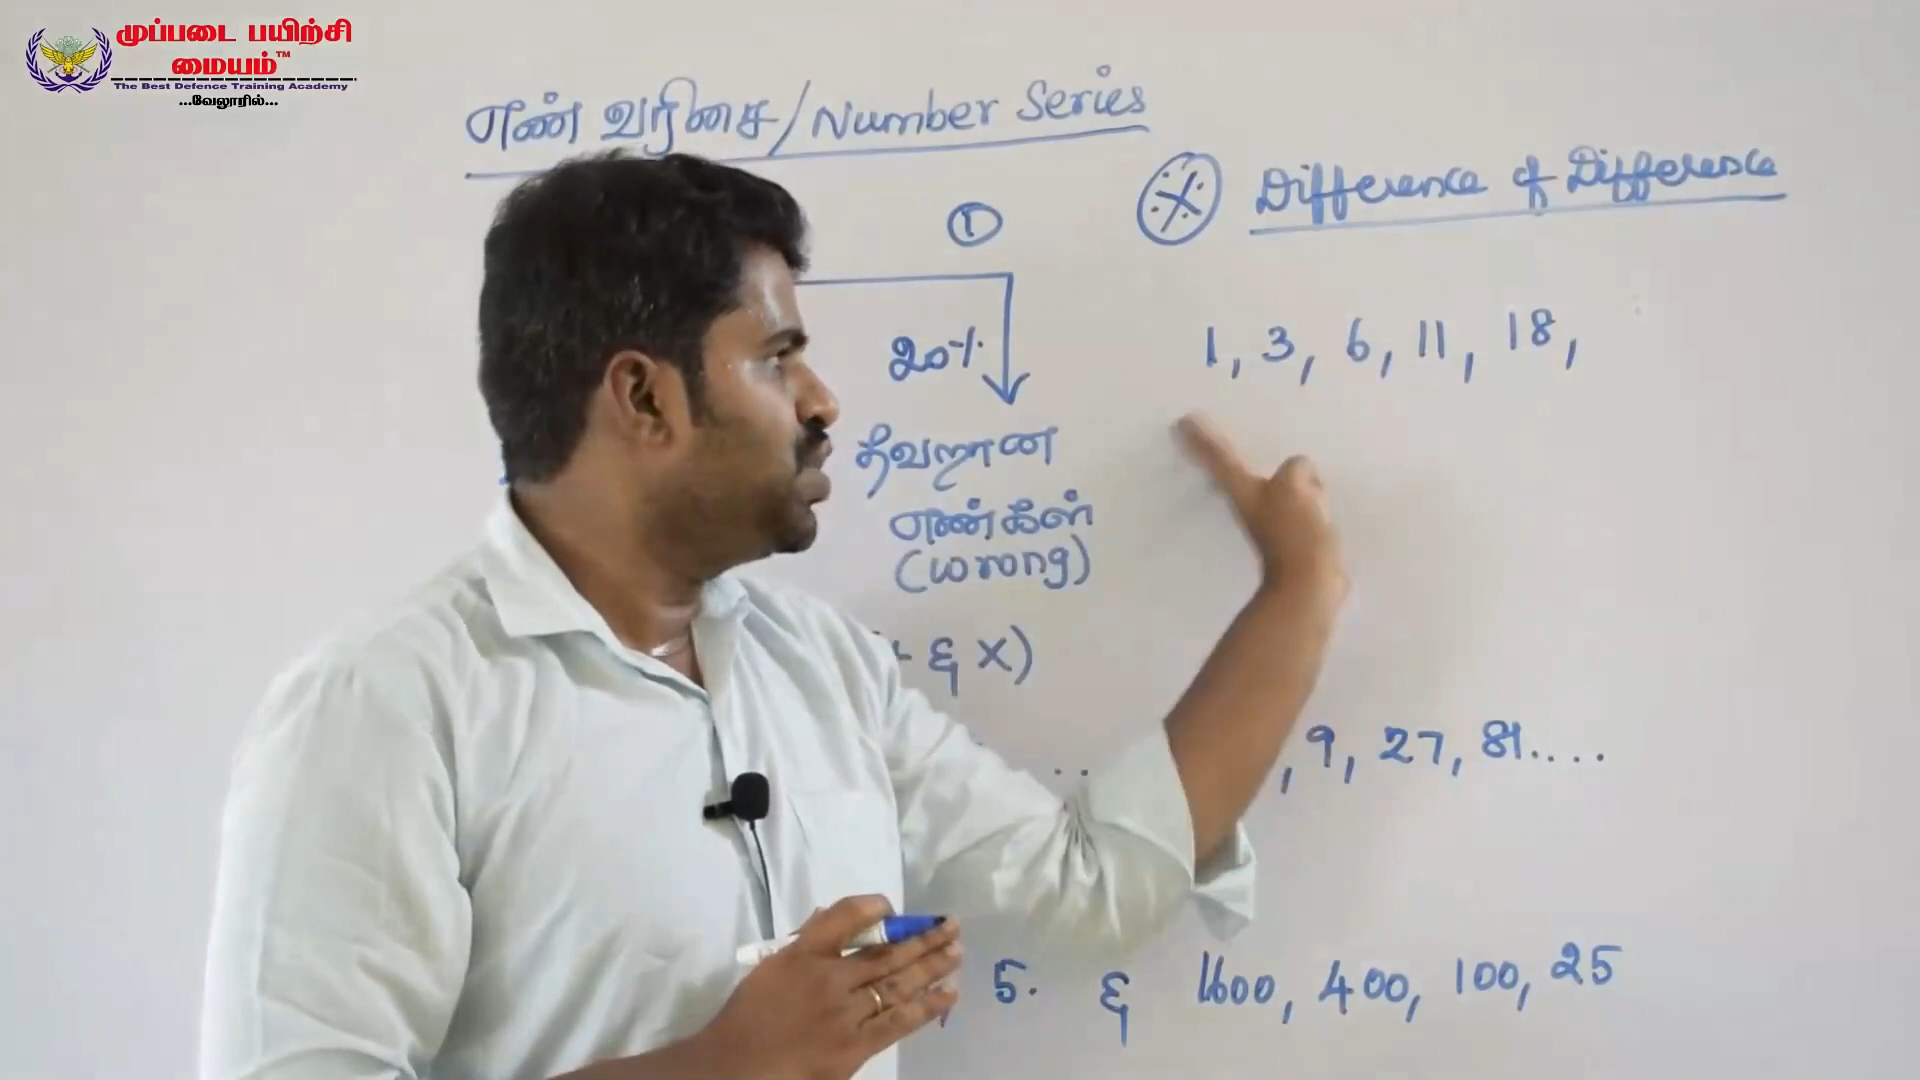 முப்படை பயிற்சி
மையம்™
The Best Defence Training Academy
...வேலூரில்...
எண் வரிசை/Number Series
①
20%
தவறான
எண்கள்
(wrong)
& x)
Difference of Difference
1, 3, 6, 11, 18,
, 9, 27, 81....
5. & 1600, 400, 100, 25